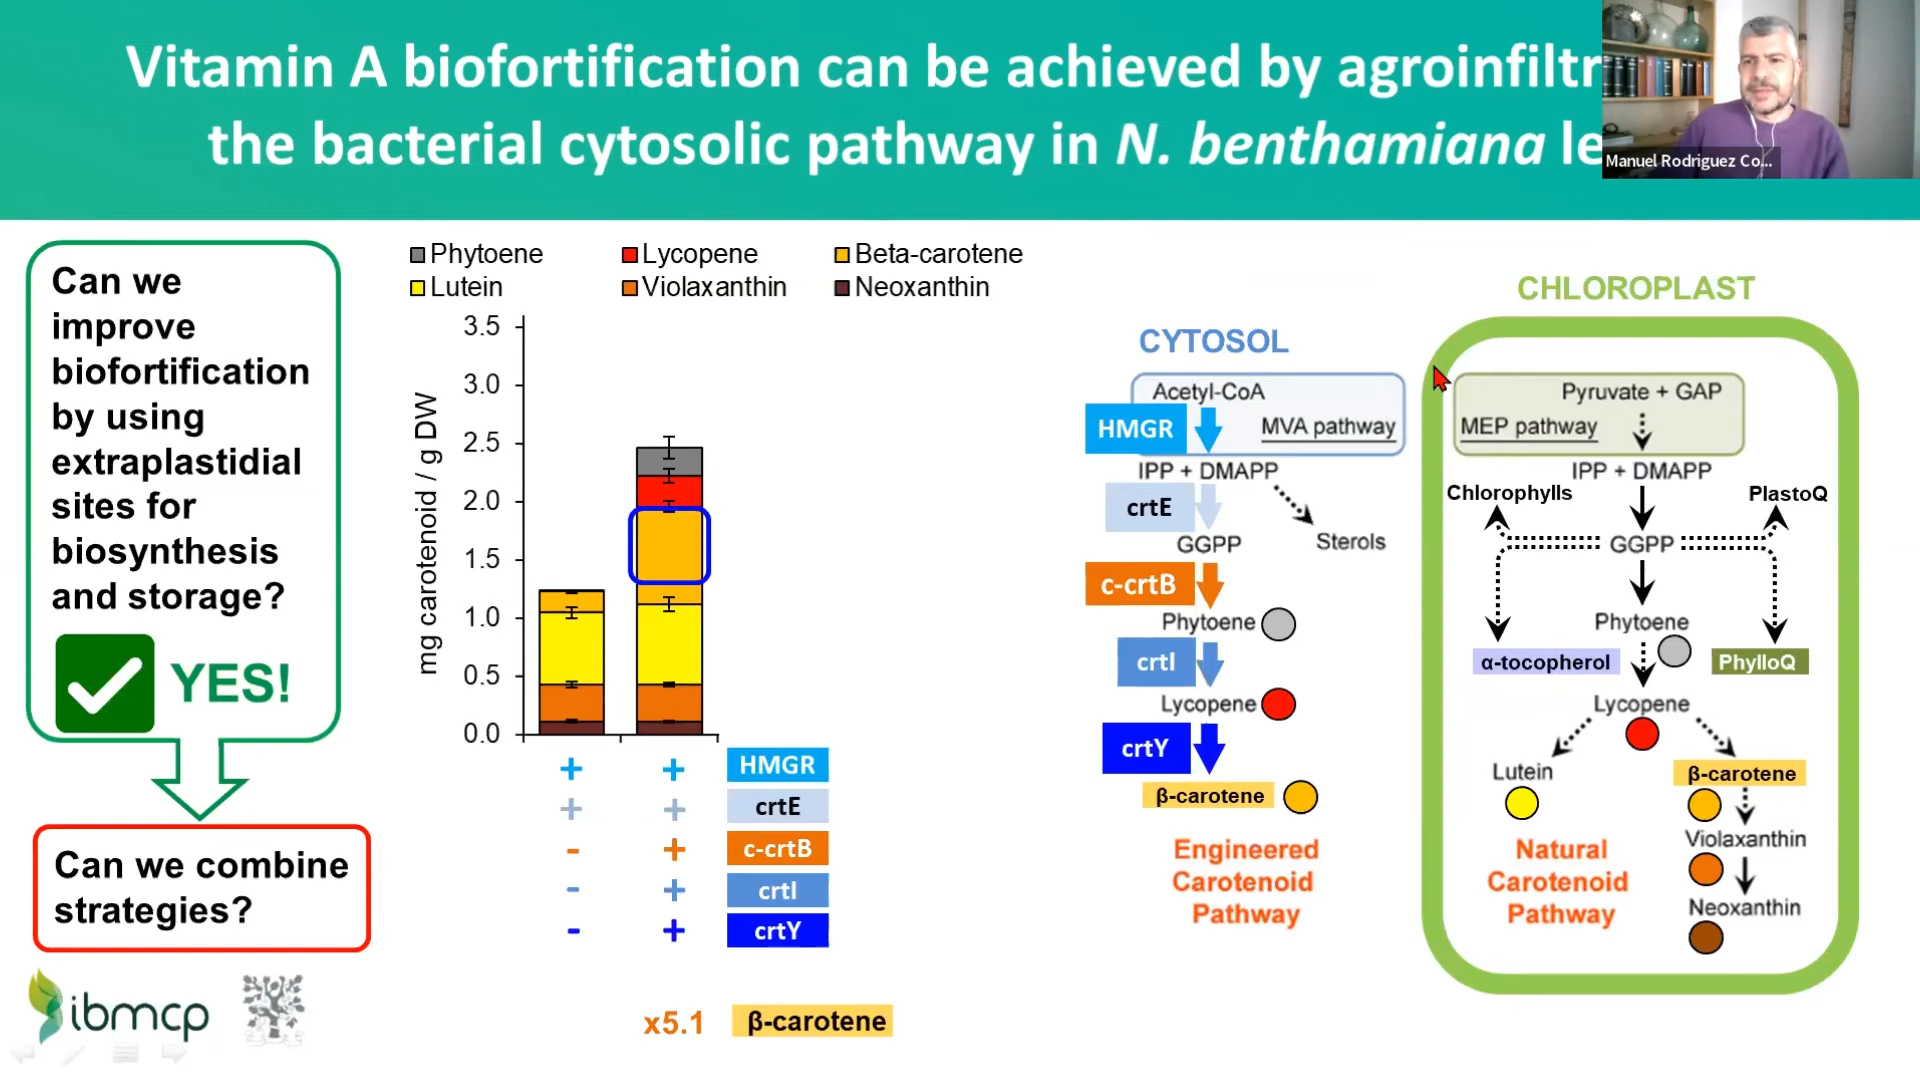 Vitamin A biofortification can be achieved by agroinfiltr
the bacterial cytosolic pathway in N. benthamiana le
Manuel Rodriguez Co...
Can we
improve
biofortification
by using
extraplastidial
sites for
biosynthesis
and storage?
YES!
Can we combine
strategies?
ibmcp
Phytoene
Lycopene
Beta-carotene
Lutein
Violaxanthin
Neoxanthin
mg carotenoid / g DW
3.5
3.0
2.5
2.0
1.5
1.0
0.5
0.0
+ + HMGR
+ + crtE
- + c-crtB
- + crtI
- + crtY
x5.1 β-carotene
CYTOSOL
Acetyl-CoA
HMGR
MVA pathway
IPP + DMAPP
crtE
GGPP
Sterols
c-crtB
Phytoene
crtI
Lycopene
crtY
β-carotene
Engineered
Carotenoid
Pathway
CHLOROPLAST
Pyruvate + GAP
MEP pathway
IPP + DMAPP
Chlorophylls
PlastoQ
GGPP
Phytoene
α-tocopherol
PhylloQ
Lycopene
Lutein
β-carotene
Violaxanthin
Neoxanthin
Natural
Carotenoid
Pathway